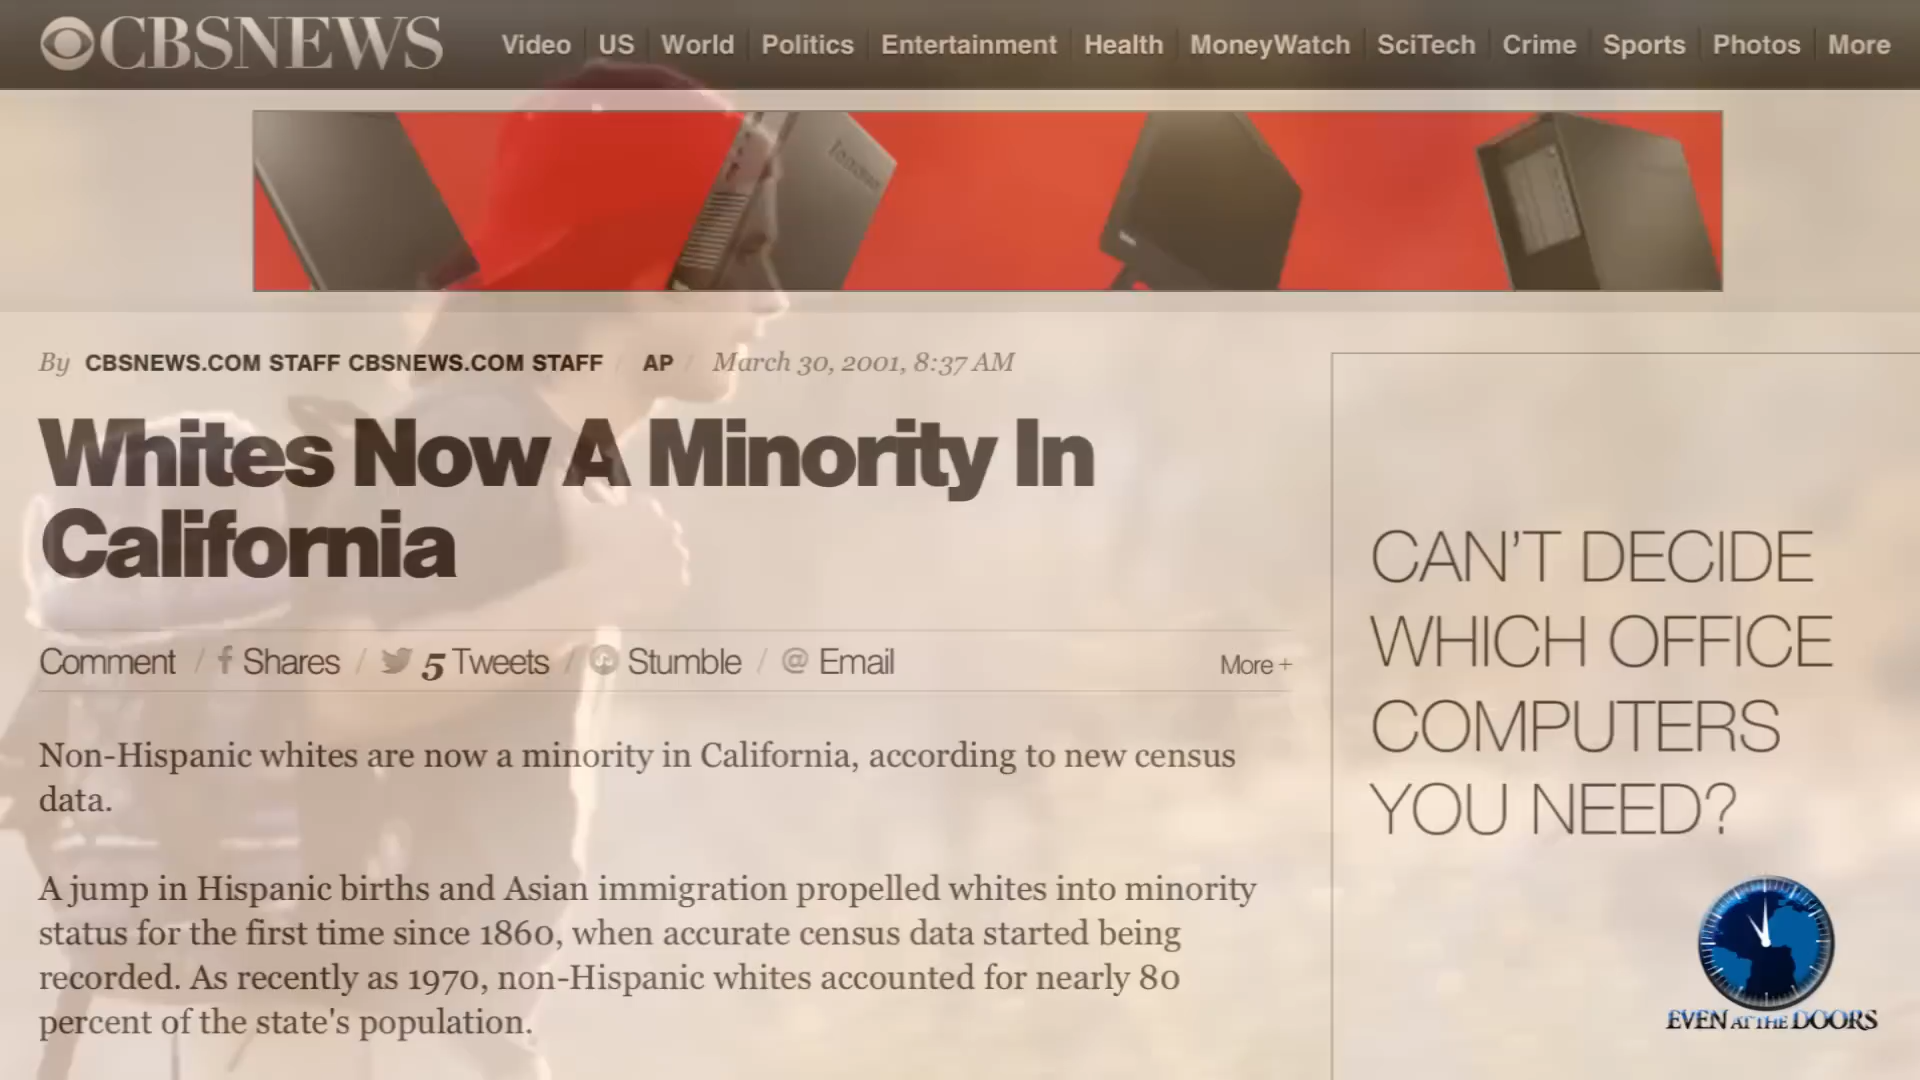 CBSNEWS
Video US World Politics Entertainment Health MoneyWatch SciTech Crime Sports Photos More
lenovo
By CBSNEWS.COM STAFF CBSNEWS.COM STAFF / AP / March 30, 2001, 8:37 AM
Whites Now A Minority In
California
Comment / f Shares / 5 Tweets / Stumble / @ Email More +
Non-Hispanic whites are now a minority in California, according to new census
data.
A jump in Hispanic births and Asian immigration propelled whites into minority
status for the first time since 1860, when accurate census data started being
recorded. As recently as 1970, non-Hispanic whites accounted for nearly 80
percent of the state's population.
CAN'T DECIDE
WHICH OFFICE
COMPUTERS
YOU NEED?
EVEN AT THE DOORS